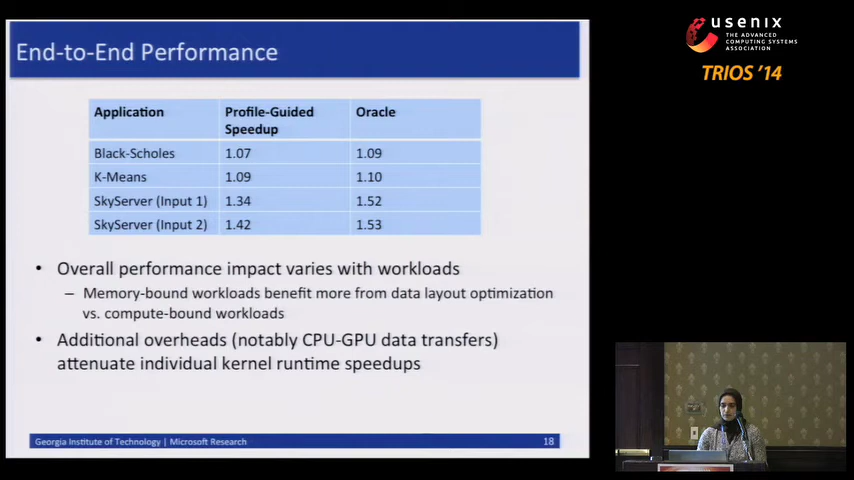 End-to-End Performance
Application Profile-Guided Speedup Oracle
Black-Scholes 1.07 1.09
K-Means 1.09 1.10
SkyServer (Input 1) 1.34 1.52
SkyServer (Input 2) 1.42 1.53
• Overall performance impact varies with workloads
– Memory-bound workloads benefit more from data layout optimization
vs. compute-bound workloads
• Additional overheads (notably CPU-GPU data transfers)
attenuate individual kernel runtime speedups
Georgia Institute of Technology | Microsoft Research 18
usenix
THE ADVANCED
COMPUTING SYSTEMS
ASSOCIATION
TRIOS '14